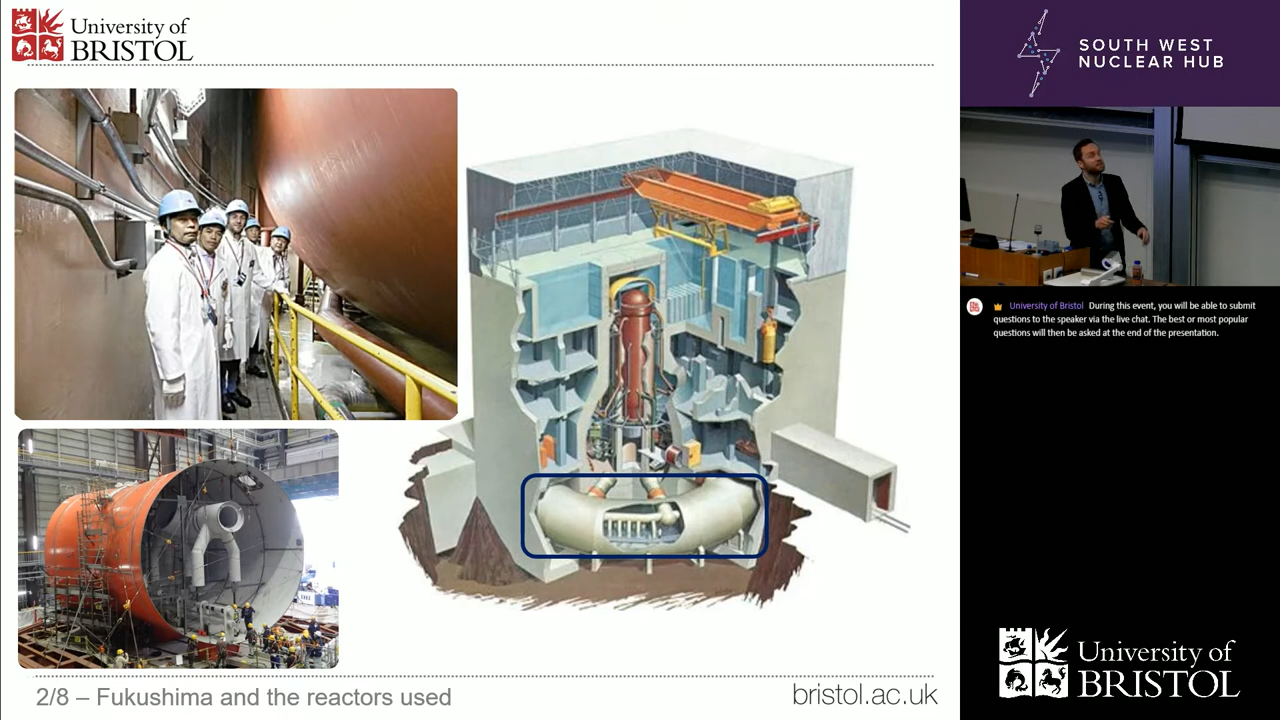 University of
BRISTOL
SOUTH WEST
NUCLEAR HUB
University of Bristol During this event, you will be able to submit
questions to the speaker via the live chat. The best or most popular
questions will then be asked at the end of the presentation.
2/8 – Fukushima and the reactors used
bristol.ac.uk
University of
BRISTOL